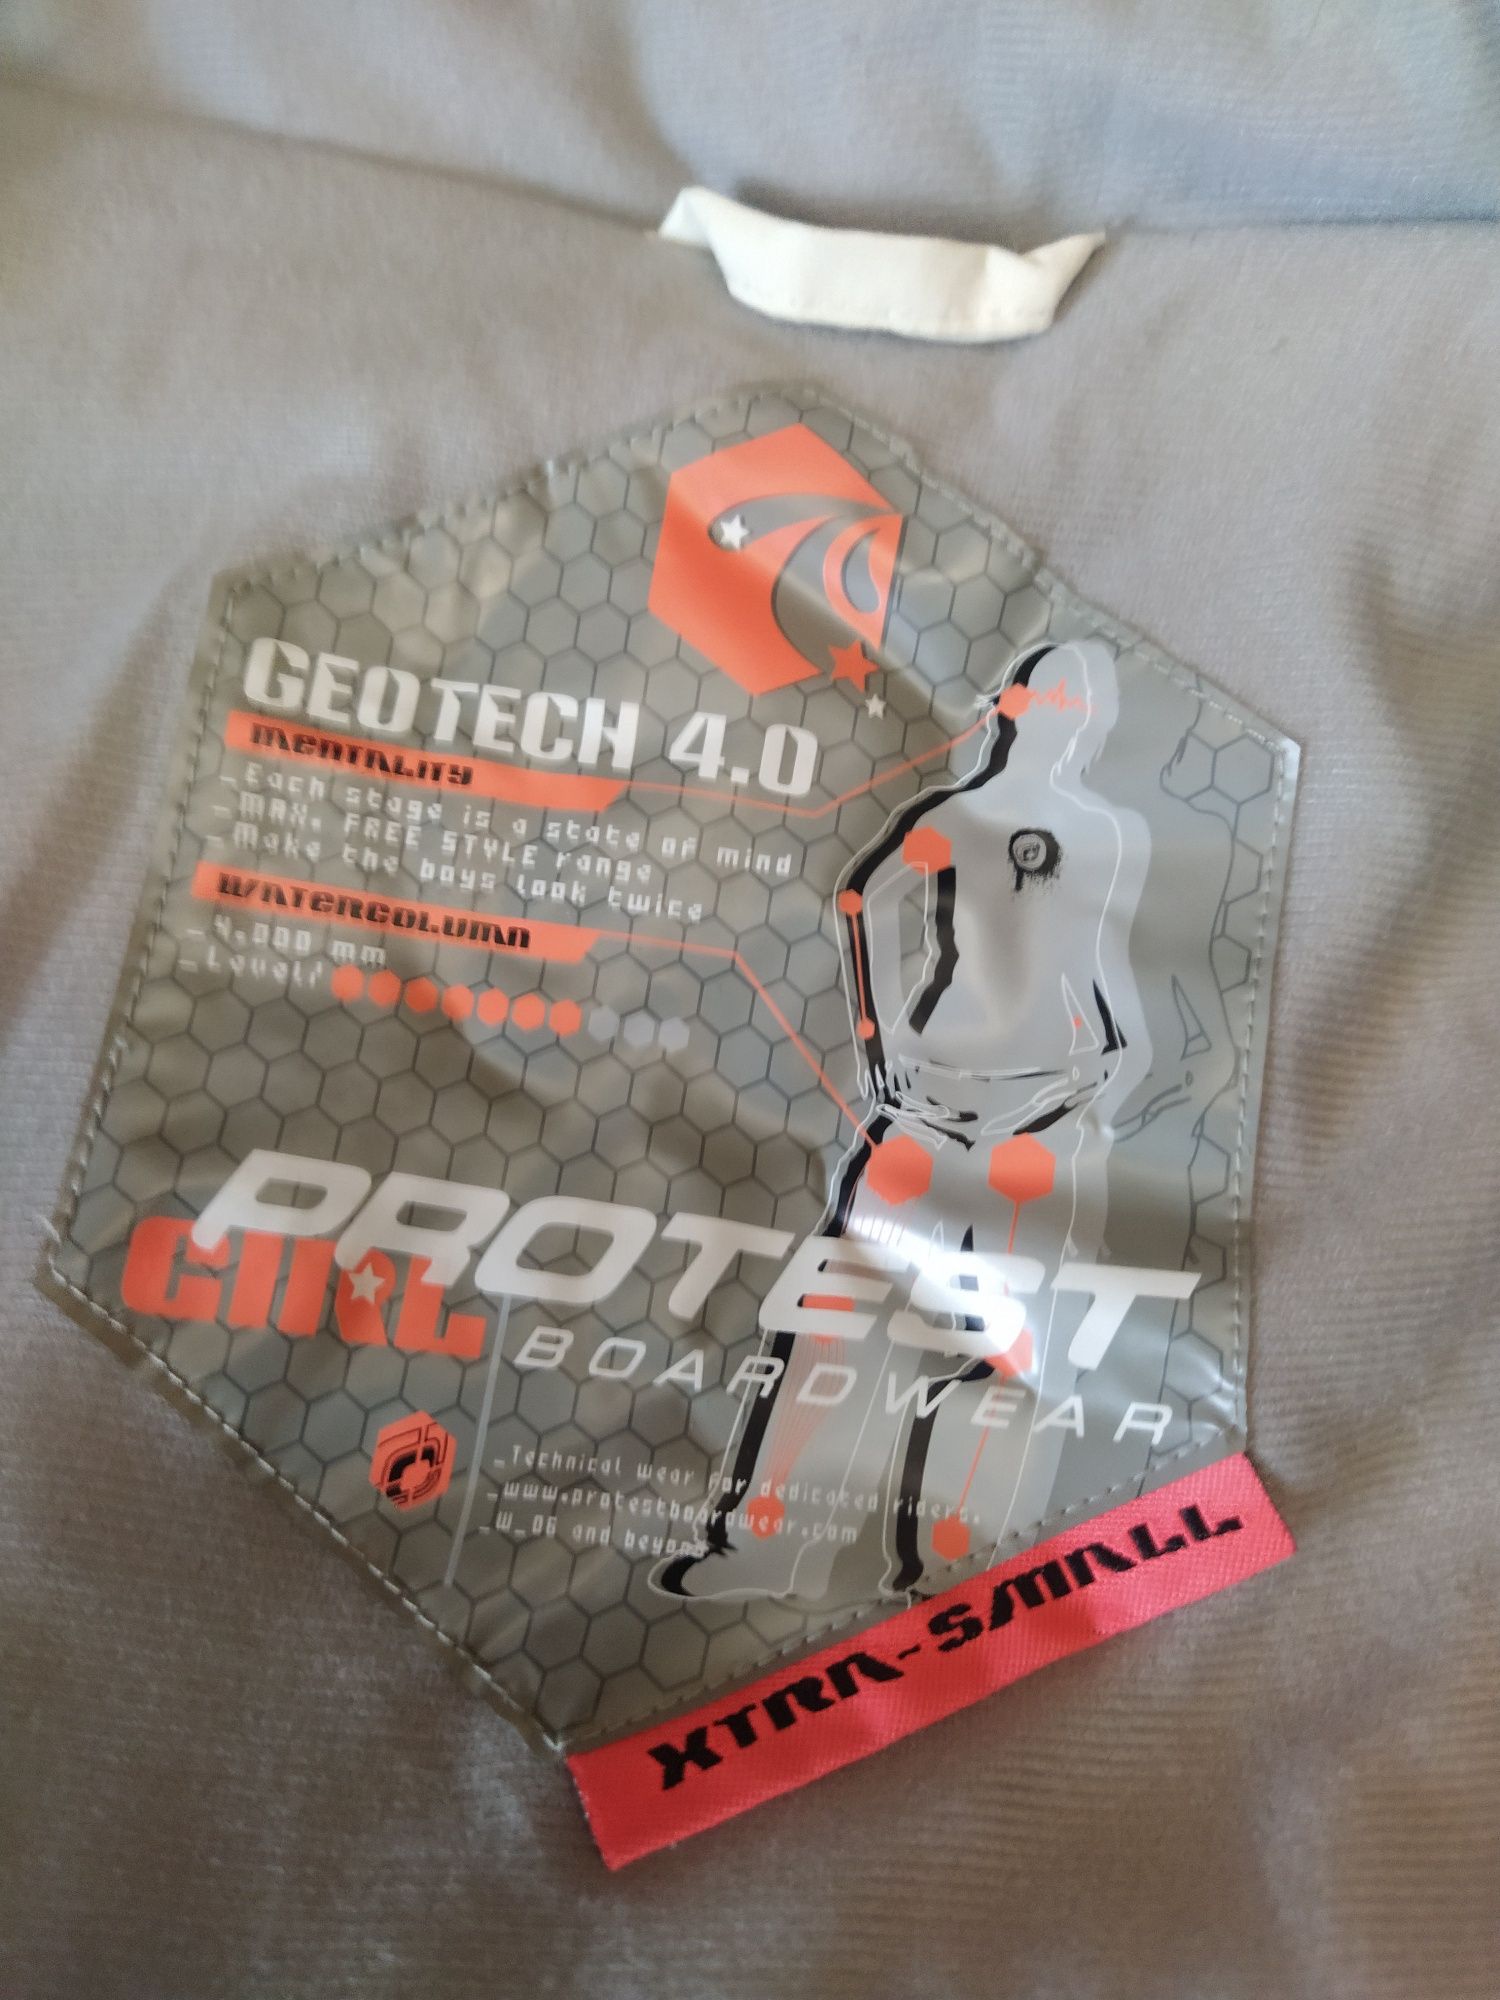 GEOTECH 4.0
MENTALITY
_Each stage is a state of mind
_MAX. FREE STYLE range
_Make the boys look twice
WATERCOLUMN
_4.000 mm
_Level:
PROTEST
GIRL
BOARDWEAR
_Technical wear for dedicated riders.
_www.protestboardwear.com
_W_06 and beyond
XTRA-SMALL